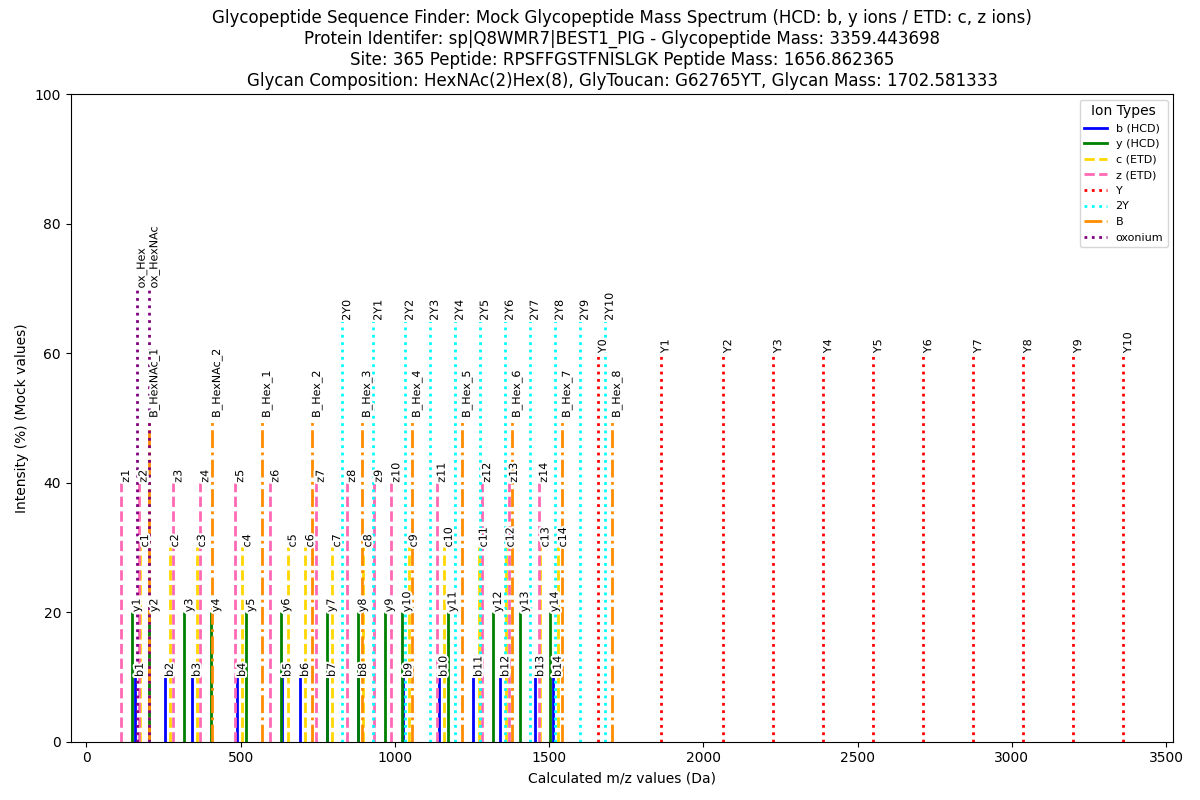 Glycopeptide Sequence Finder: Mock Glycopeptide Mass Spectrum (HCD: b, y ions / ETD: c, z ions)
Protein Identifer: sp|Q8WMR7|BEST1_PIG - Glycopeptide Mass: 3359.443698
Site: 365 Peptide: RPSFFGSTFNISLGK Peptide Mass: 1656.862365
Glycan Composition: HexNAc(2)Hex(8), GlyToucan: G62765YT, Glycan Mass: 1702.581333
Ion Types
b (HCD)
y (HCD)
c (ETD)
z (ETD)
Y
2Y
B
oxonium
Intensity (%) (Mock values)
100
80
60
40
20
0
ox_Hex
ox_HexNAc
2Y0
2Y1
2Y2
2Y3
2Y4
2Y5
2Y6
2Y7
2Y8
2Y9
2Y10
Y0
Y1
Y2
Y3
Y4
Y5
Y6
Y7
Y8
Y9
Y10
B_HexNAc_1
B_HexNAc_2
B_Hex_1
B_Hex_2
B_Hex_3
B_Hex_4
B_Hex_5
B_Hex_6
B_Hex_7
B_Hex_8
z1
z2
z3
z4
z5
z6
z7
z8
z9
z10
z11
z12
z13
z14
c1
c2
c3
c4
c5
c6
c7
c8
c9
c10
c11
c12
c13
c14
y1
y2
y3
y4
y5
y6
y7
y8
y9
y10
y11
y12
y13
y14
b1
b2
b3
b4
b5
b6
b7
b8
b9
b10
b11
b12
b13
b14
0
500
1000
1500
2000
2500
3000
3500
Calculated m/z values (Da)